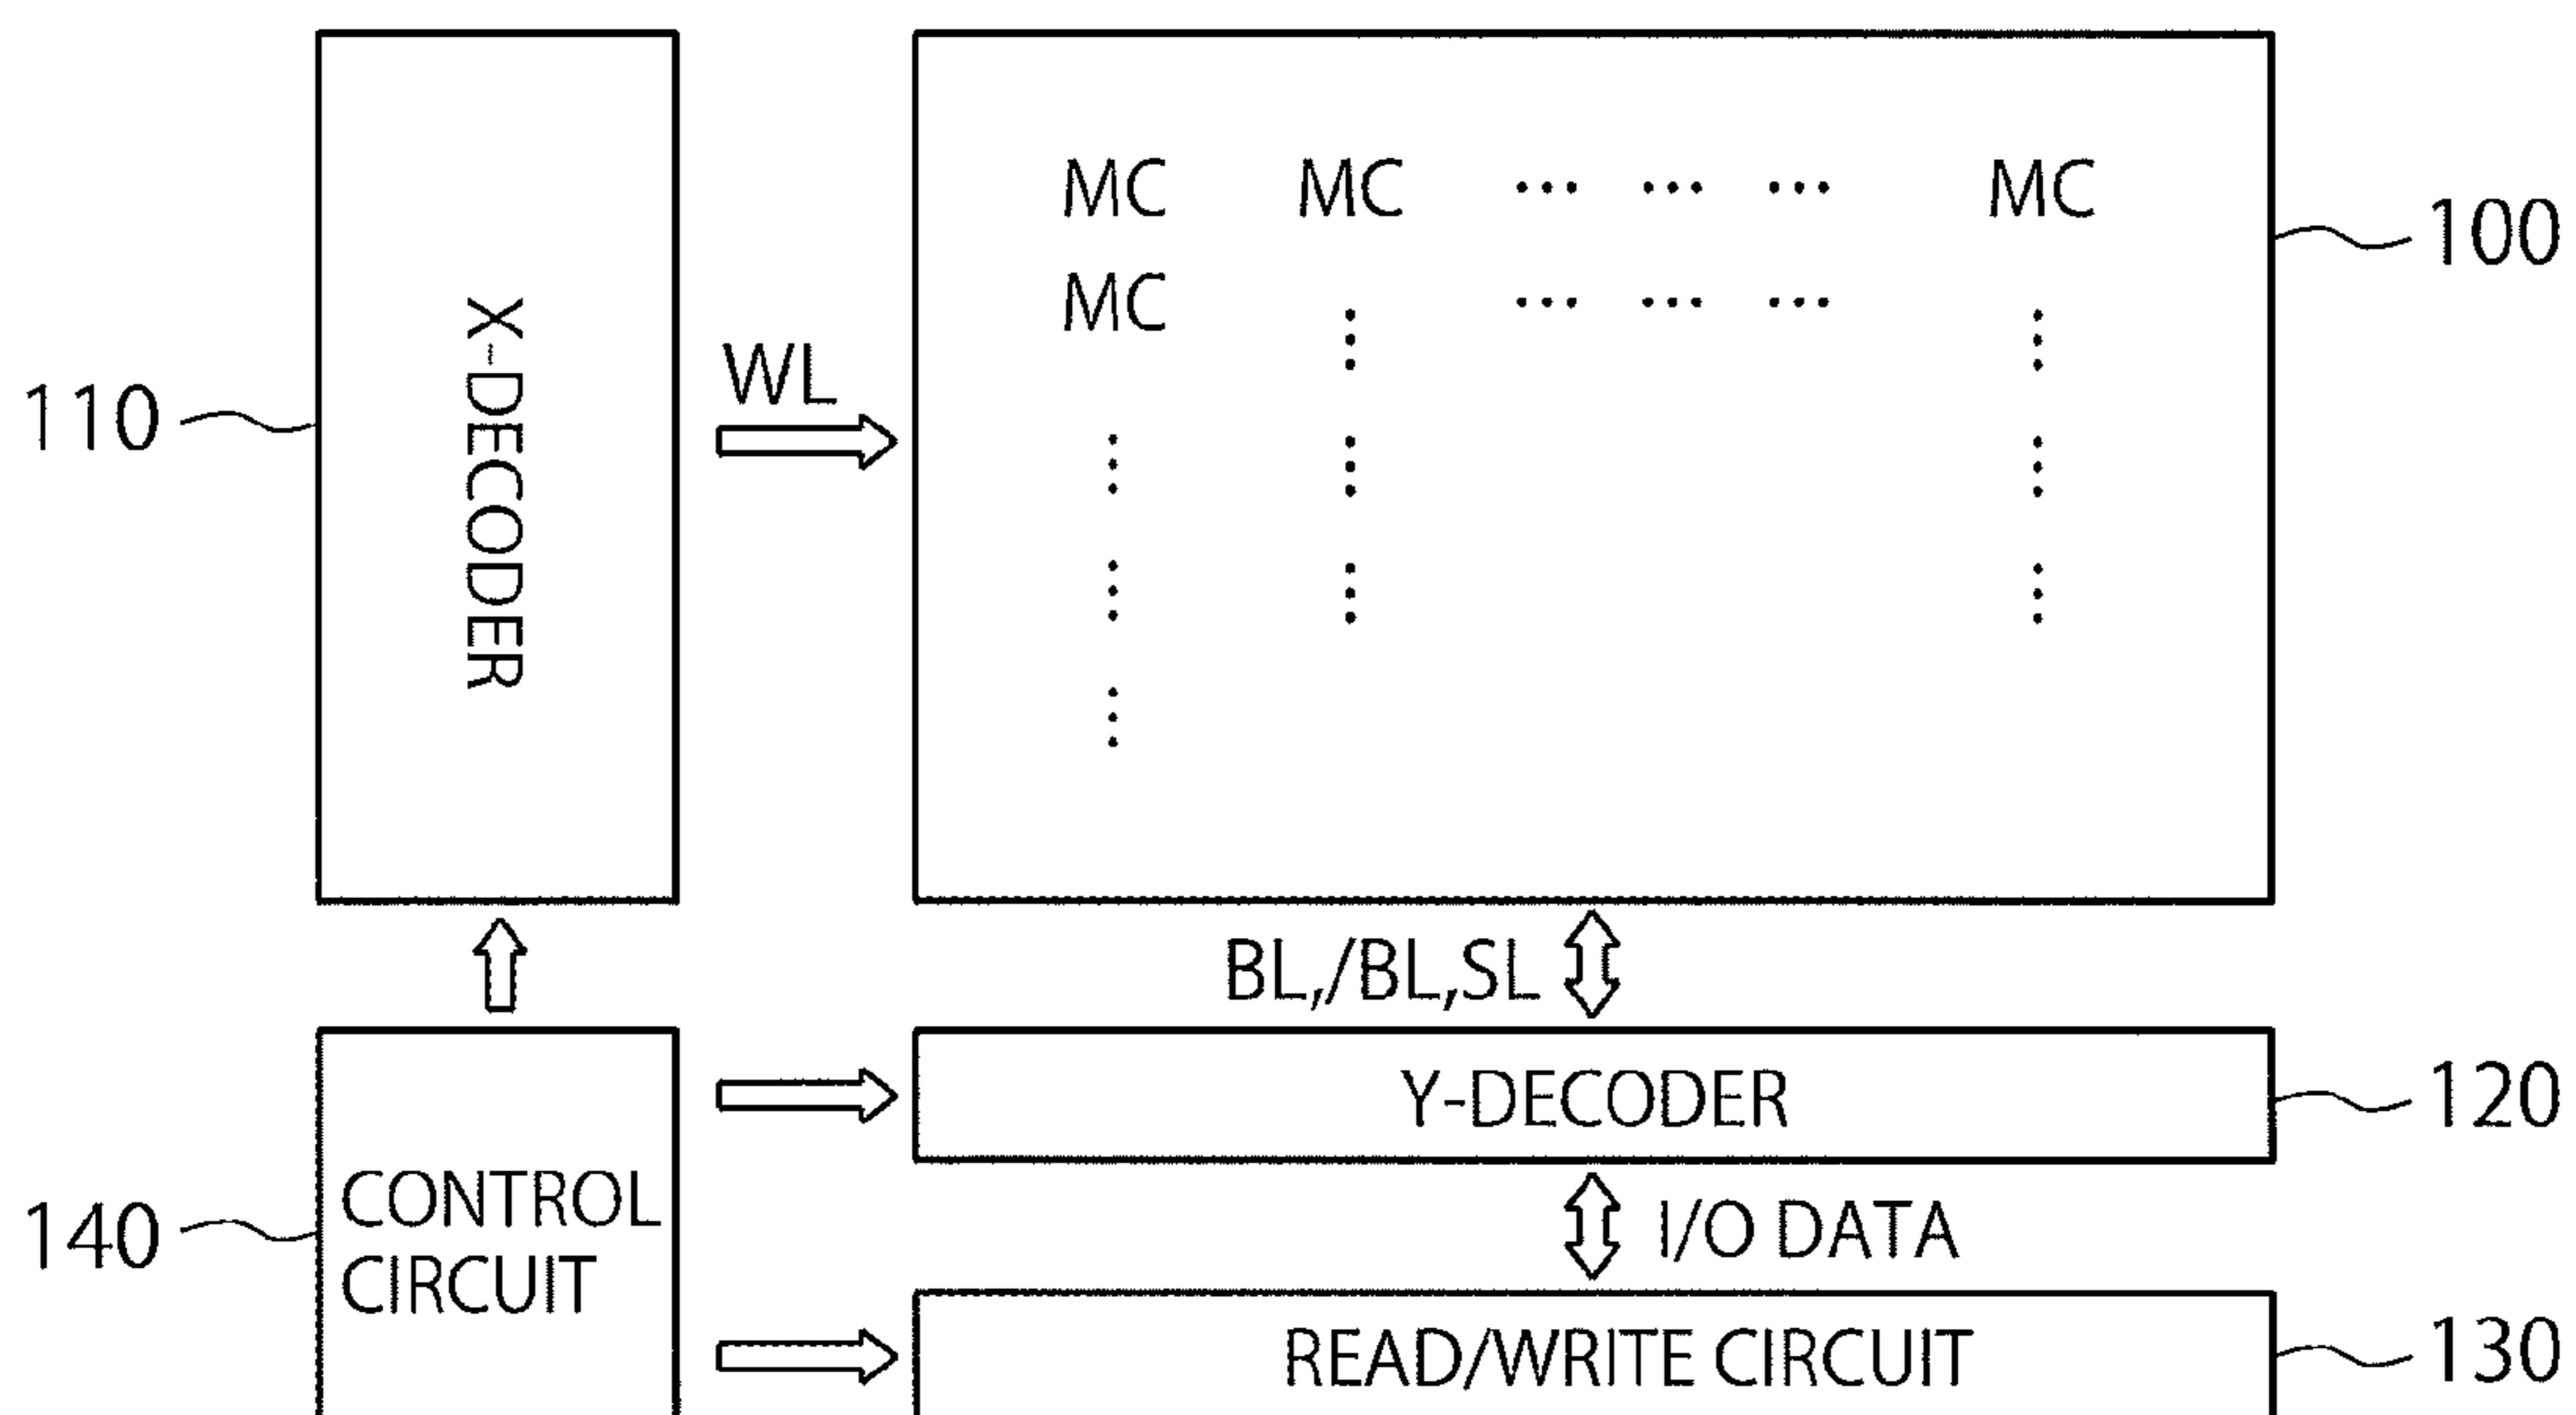 MC MC ... ... ... MC
100
MC ... ... ...
X-DECODER
WL
110
BL,/BL,SL
Y-DECODER
120
CONTROL
CIRCUIT
140
I/O DATA
READ/WRITE CIRCUIT
130